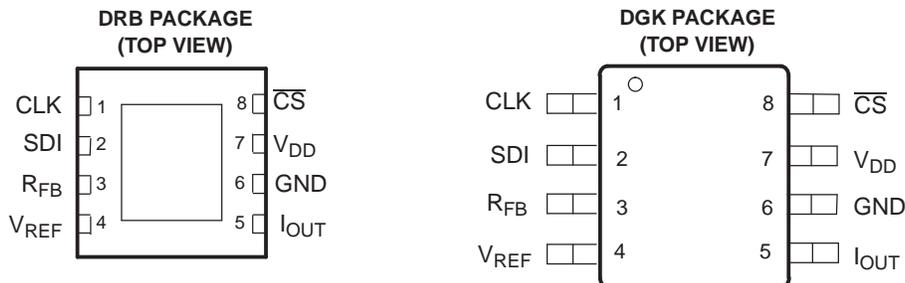 DRB PACKAGE
(TOP VIEW)
CLK 1 8 CS
SDI 2 7 VDD
RFB 3 6 GND
VREF 4 5 IOUT
DGK PACKAGE
(TOP VIEW)
CLK 1 8 CS
SDI 2 7 VDD
RFB 3 6 GND
VREF 4 5 IOUT